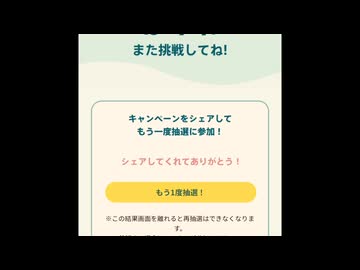 また挑戦してね!
キャンペーンをシェアして
もう一度抽選に参加！
シェアしてくれてありがとう！
もう1度抽選！
※この結果画面を離れると再抽選はできなくなりま
す。